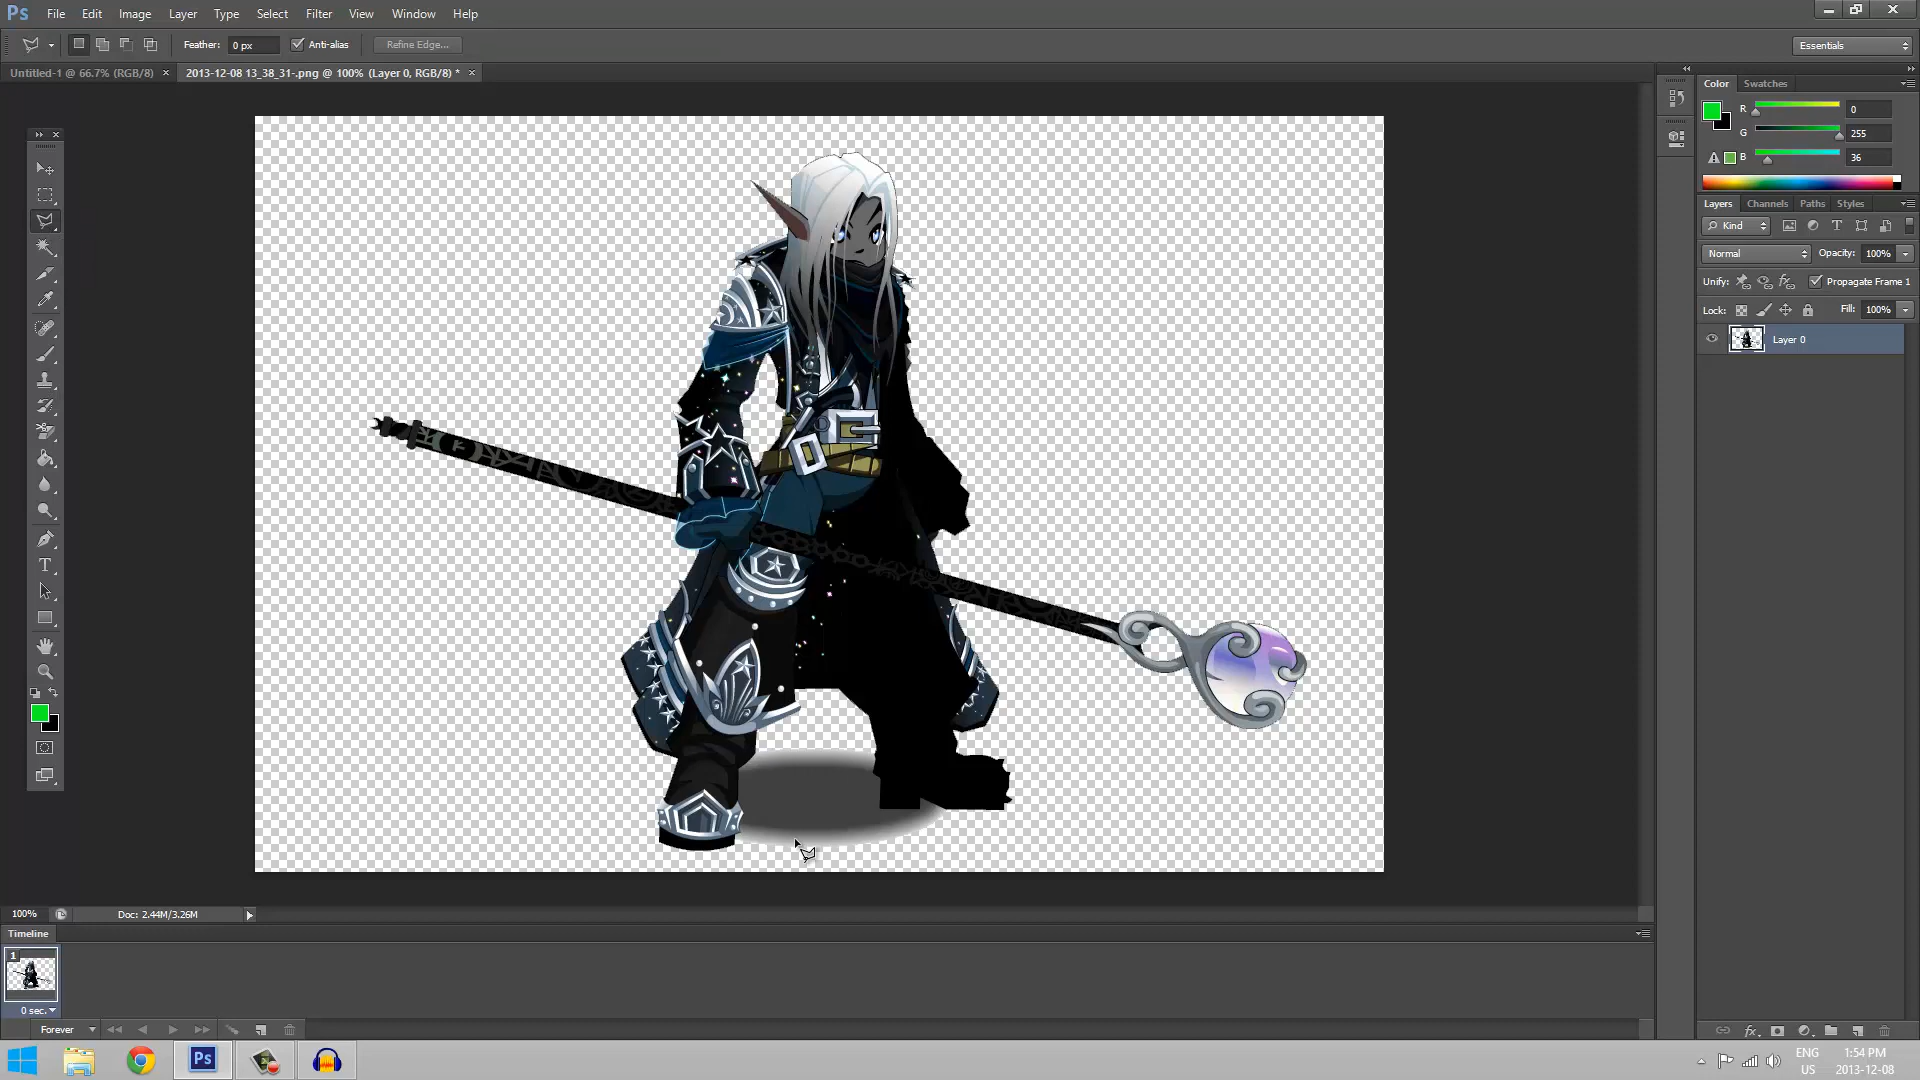 Ps File Edit Image Layer Type Select Filter View Window Help
Feather: 0 px Anti-alias Refine Edge... Essentials
Untitled-1 @ 66.7% (RGB/8) × 2013-12-08 13_38_31-.png @ 100% (Layer 0, RGB/8) * ×
Color Swatches
R 0
G 255
B 36
Layers Channels Paths Styles
Kind
Normal Opacity: 100%
Unify: Propagate Frame 1
Lock: Fill: 100%
Layer 0
100% Doc: 2.44M/3.26M
Timeline
1
0 sec.
Forever
Ps
ENG 1:54 PM
US 2013-12-08